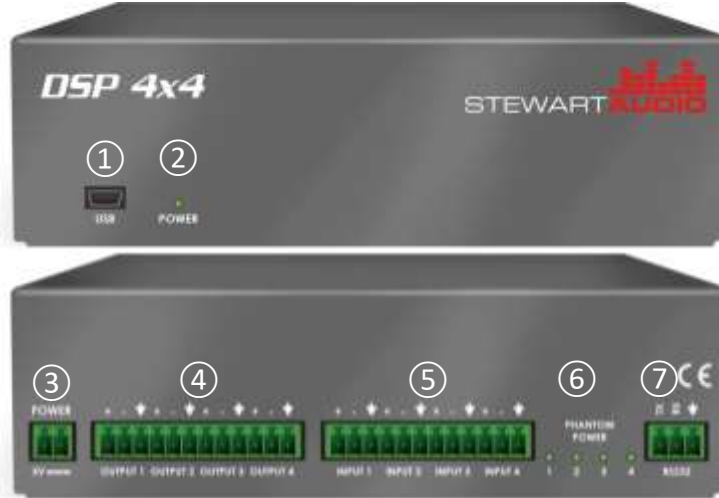 DSP 4x4
STEWART AUDIO
① ②
USB POWER
③ ④ ⑤ ⑥ ⑦
CE
POWER + - + - + - + - + - + - + - + -
PHANTOM
POWER
OUTPUT 1 OUTPUT 2 OUTPUT 3 OUTPUT 4 INPUT 1 INPUT 2 INPUT 3 INPUT 4 1 2 3 4 RS232